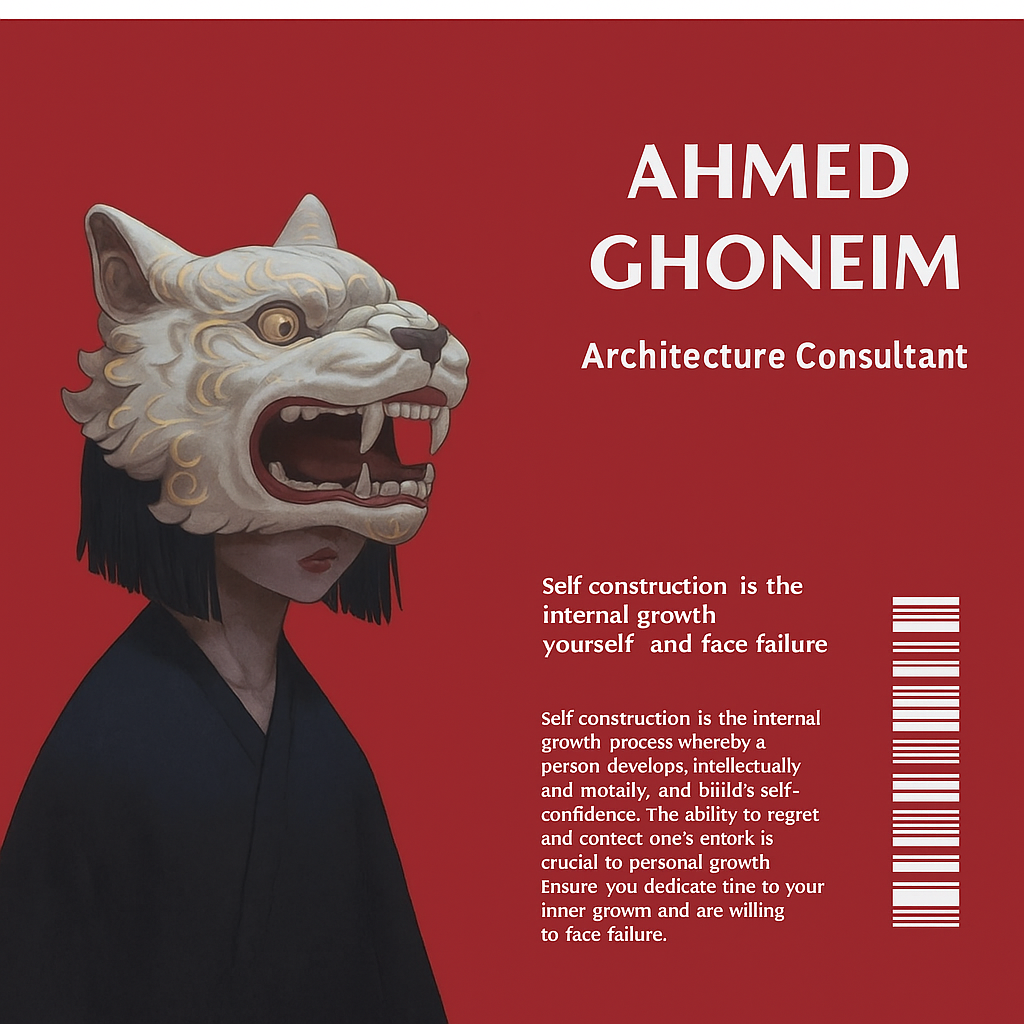 AHMED
GHONEIM
Architecture Consultant
Self construction is the
internal growth
yourself and face failure
Self construction is the internal
growth process whereby a
person develops, intellectually
and motaily, and biiild's self-
confidence. The ability to regret
and contect one's entork is
crucial to personal growth
Ensure you dedicate tine to your
inner growm and are willing
to face failure.